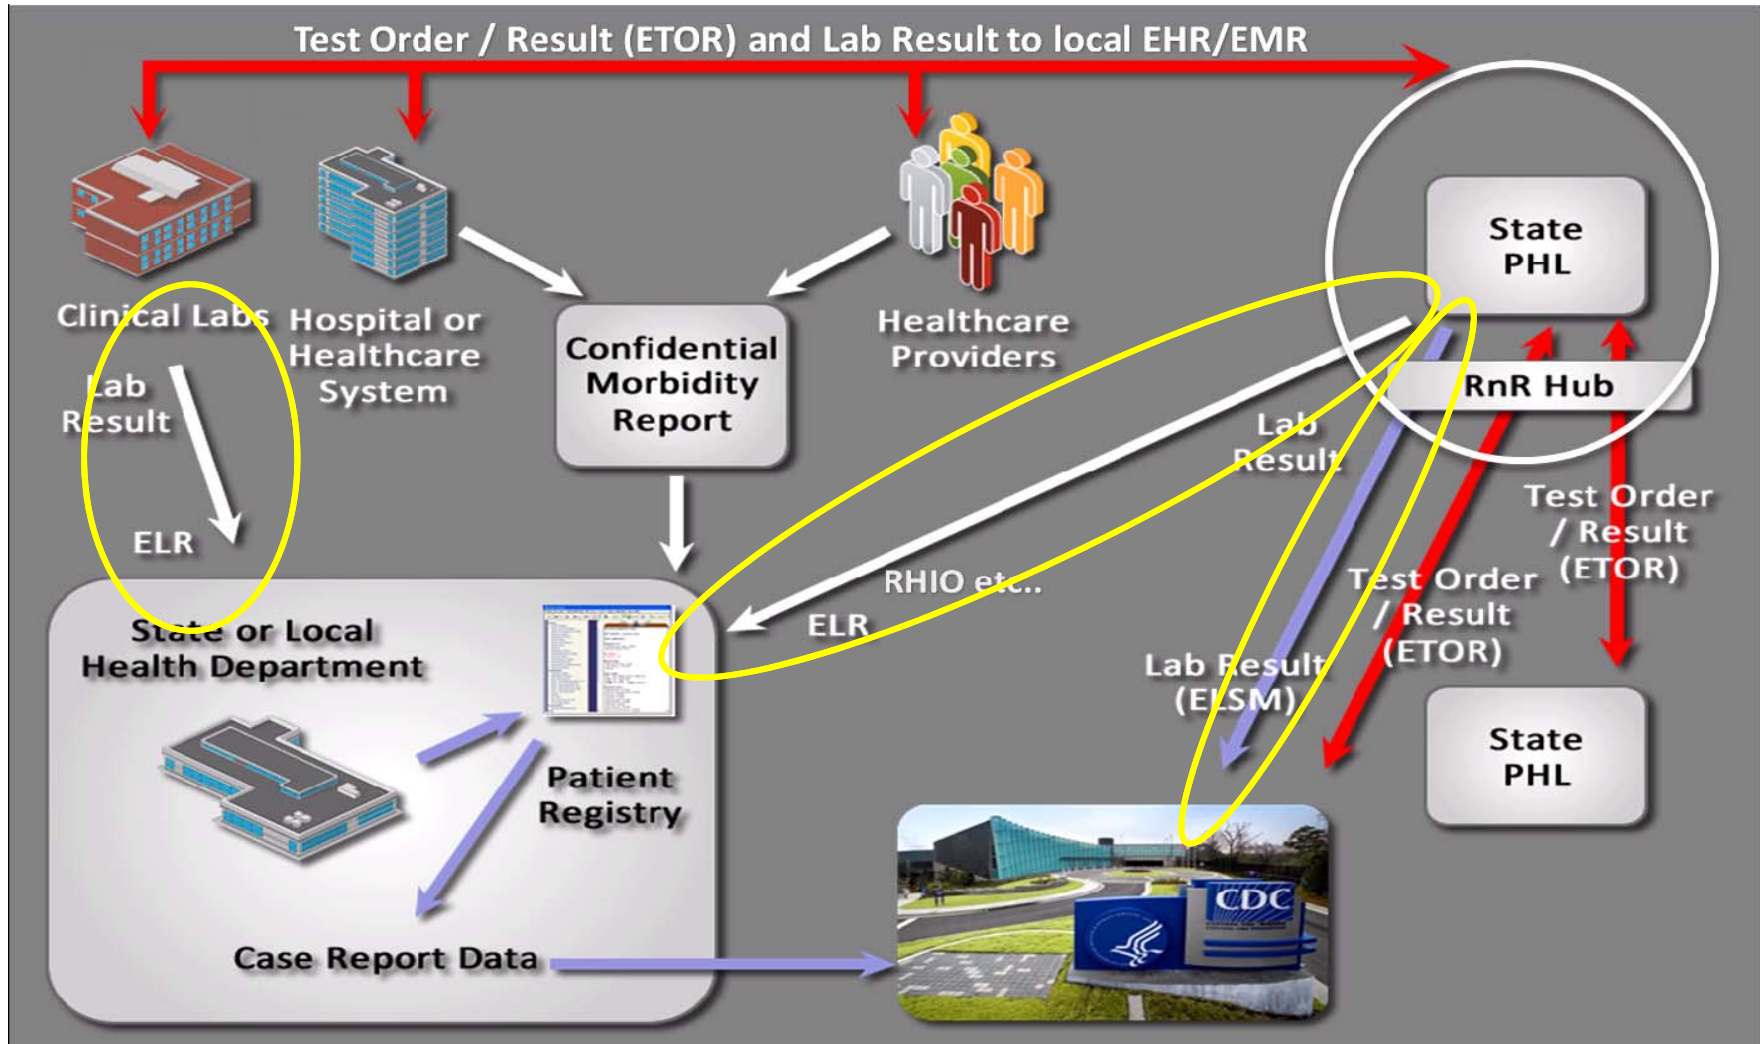 Test Order / Result (ETOR) and Lab Result to local EHR/EMR
Clinical Labs
Hospital or
Healthcare
System
Confidential
Morbidity
Report
Healthcare
Providers
State
PHL
RnR Hub
Lab
Result
ELR
Lab
Result
RHIO etc..
ELR
Test Order
/ Result
(ETOR)
Test Order
/ Result
(ETOR)
Lab Result
(ELSM)
State
PHL
State or Local
Health Department
Patient
Registry
Case Report Data
CDC